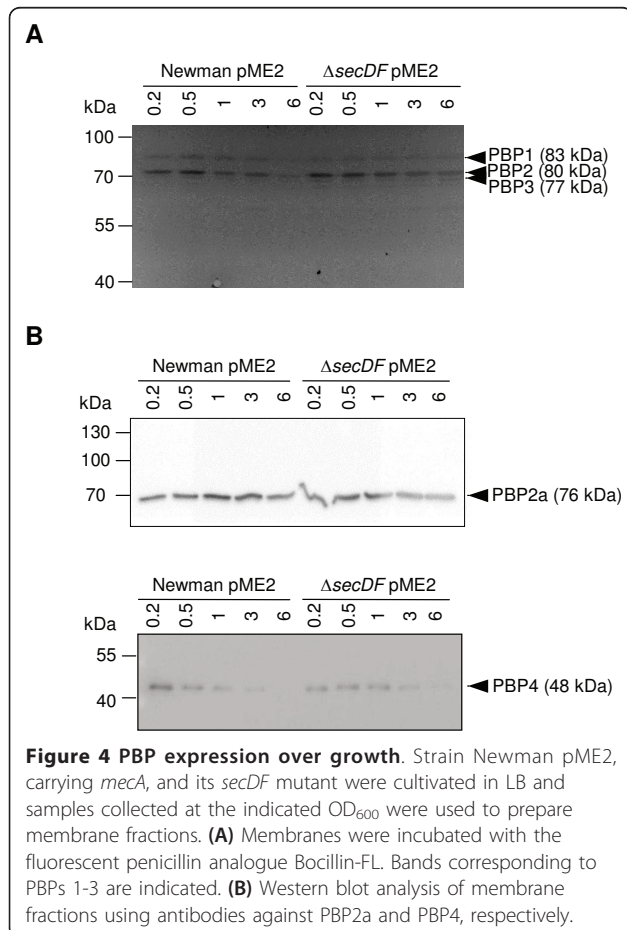 A
Newman pME2 ΔsecDF pME2
kDa 0.2 0.5 1 3 6 0.2 0.5 1 3 6
100
PBP1 (83 kDa)
70 PBP2 (80 kDa)
PBP3 (77 kDa)
55
40
B
Newman pME2 ΔsecDF pME2
kDa 0.2 0.5 1 3 6 0.2 0.5 1 3 6
130
100
70 PBP2a (76 kDa)
Newman pME2 ΔsecDF pME2
kDa 0.2 0.5 1 3 6 0.2 0.5 1 3 6
55
PBP4 (48 kDa)
40
Figure 4 PBP expression over growth. Strain Newman pME2,
carrying mecA, and its secDF mutant were cultivated in LB and
samples collected at the indicated OD600 were used to prepare
membrane fractions. (A) Membranes were incubated with the
fluorescent penicillin analogue Bocillin-FL. Bands corresponding to
PBPs 1-3 are indicated. (B) Western blot analysis of membrane
fractions using antibodies against PBP2a and PBP4, respectively.